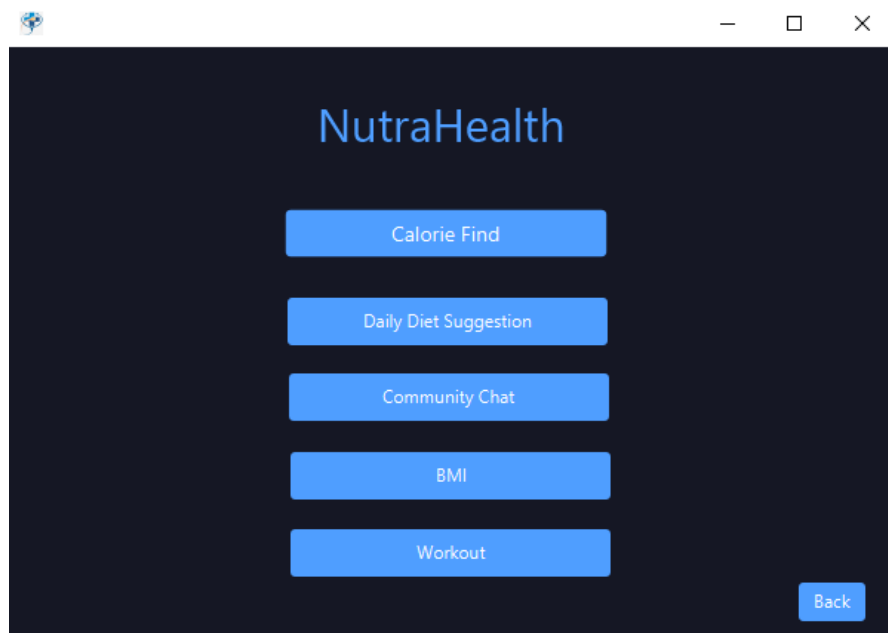 NutraHealth
Calorie Find
Daily Diet Suggestion
Community Chat
BMI
Workout
Back